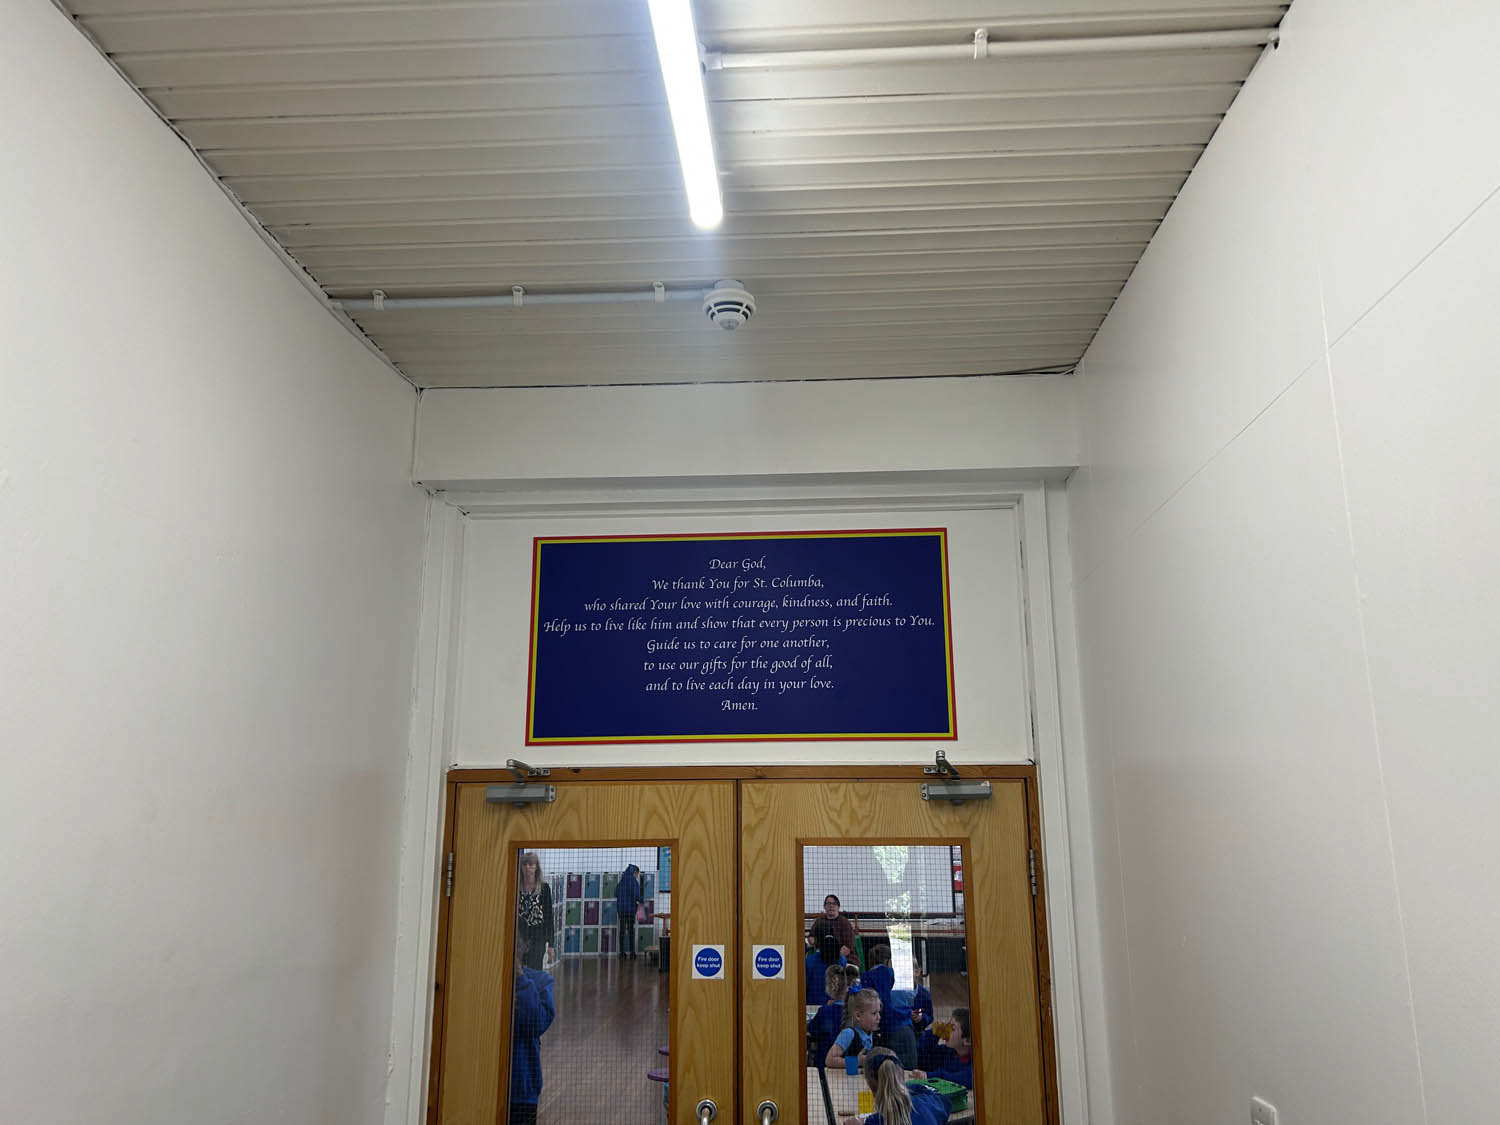 Dear God,
We thank You for St. Columba,
who shared Your love with courage, kindness, and faith.
Help us to live like him and show that every person is precious to You.
Guide us to care for one another,
to use our gifts for the good of all,
and to live each day in your love.
Amen.
Fire door
keep shut
Fire door
keep shut